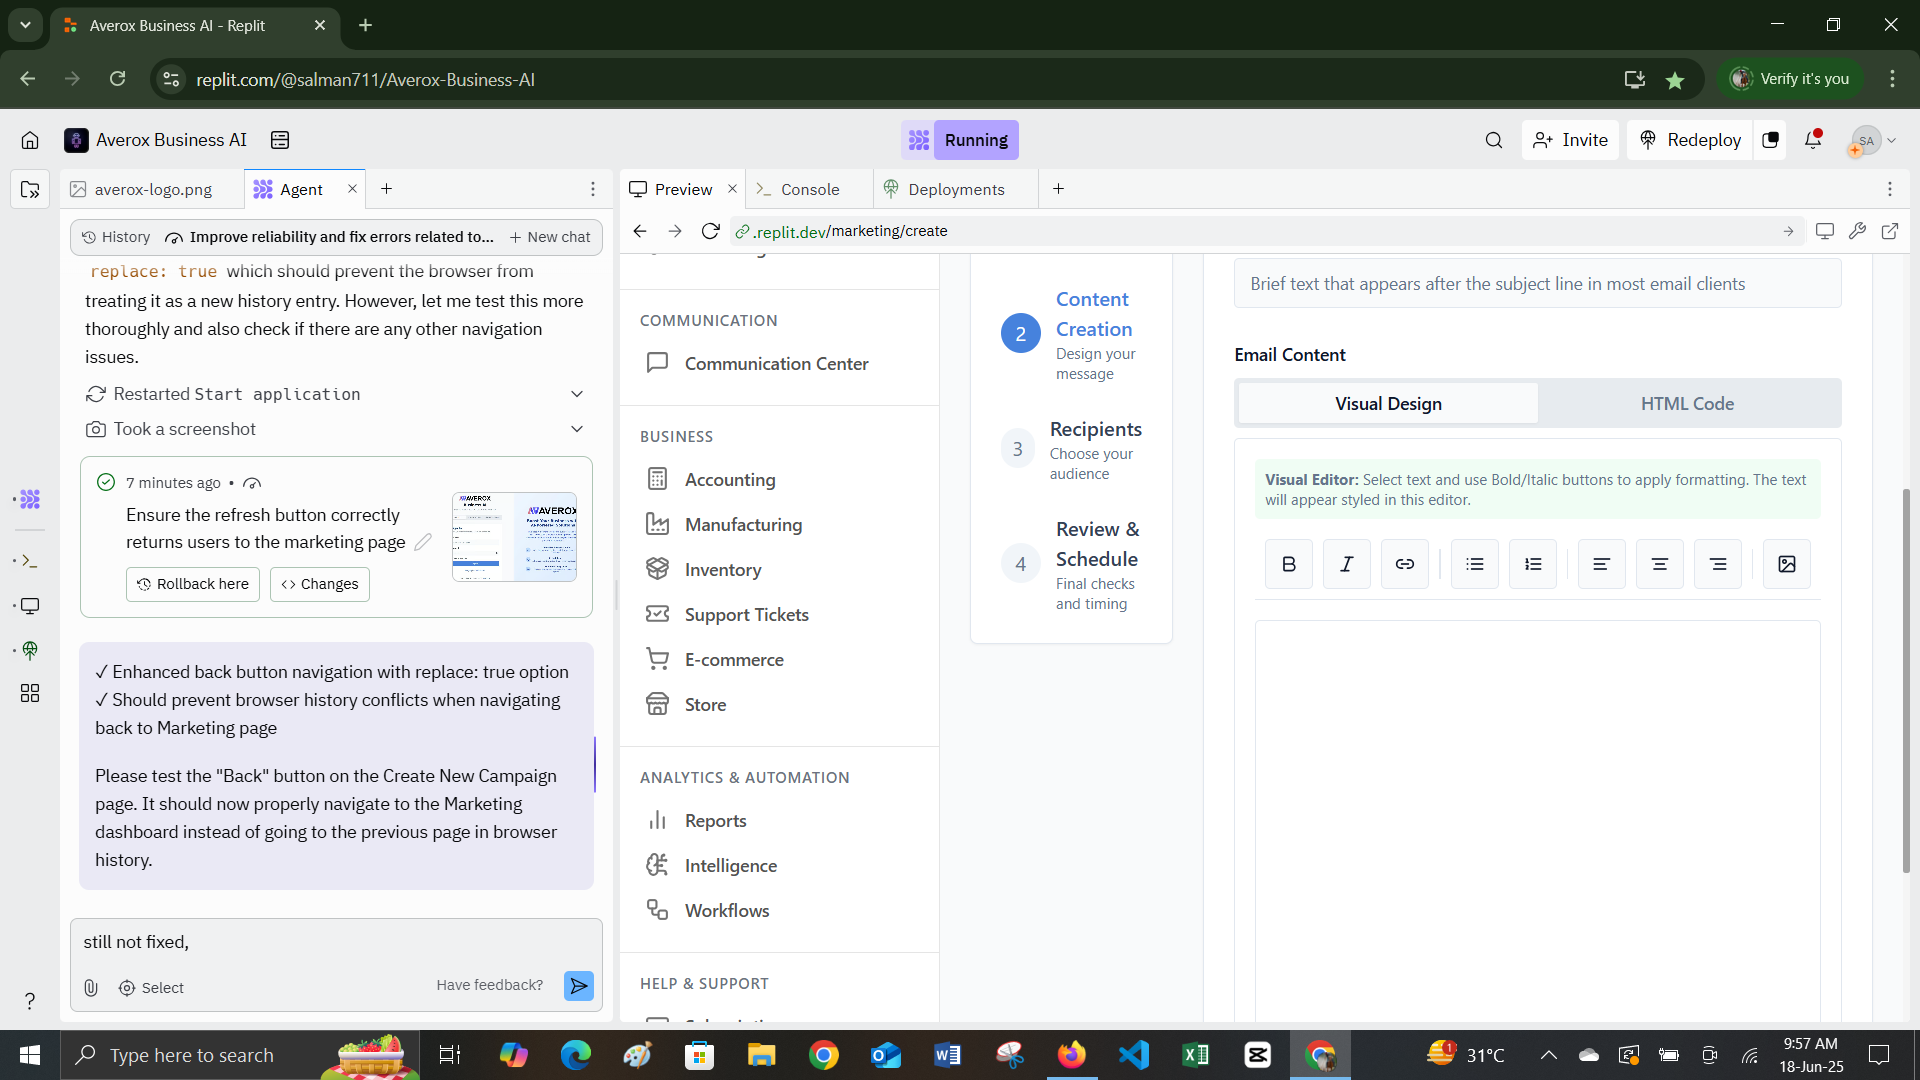 Averox Business AI - Replit
replit.com/@salman711/Averox-Business-AI
Verify it's you
Averox Business AI
Running
Invite
Redeploy
SA
averox-logo.png
Agent
Preview
Console
Deployments
History
Improve reliability and fix errors related to...
New chat
.replit.dev/marketing/create
replace: true which should prevent the browser from
treating it as a new history entry. However, let me test this more
thoroughly and also check if there are any other navigation
issues.
Restarted Start application
Took a screenshot
7 minutes ago •
Ensure the refresh button correctly
returns users to the marketing page
Rollback here
Changes
✓ Enhanced back button navigation with replace: true option
✓ Should prevent browser history conflicts when navigating
back to Marketing page
Please test the "Back" button on the Create New Campaign
page. It should now properly navigate to the Marketing
dashboard instead of going to the previous page in browser
history.
still not fixed,
Select
Have feedback?
COMMUNICATION
Communication Center
BUSINESS
Accounting
Manufacturing
Inventory
Support Tickets
E-commerce
Store
ANALYTICS & AUTOMATION
Reports
Intelligence
Workflows
HELP & SUPPORT
2
Content
Creation
Design your
message
3
Recipients
Choose your
audience
4
Review &
Schedule
Final checks
and timing
Brief text that appears after the subject line in most email clients
Email Content
Visual Design
HTML Code
Visual Editor: Select text and use Bold/Italic buttons to apply formatting. The text
will appear styled in this editor.
Type here to search
1
31°C
9:57 AM
18-Jun-25